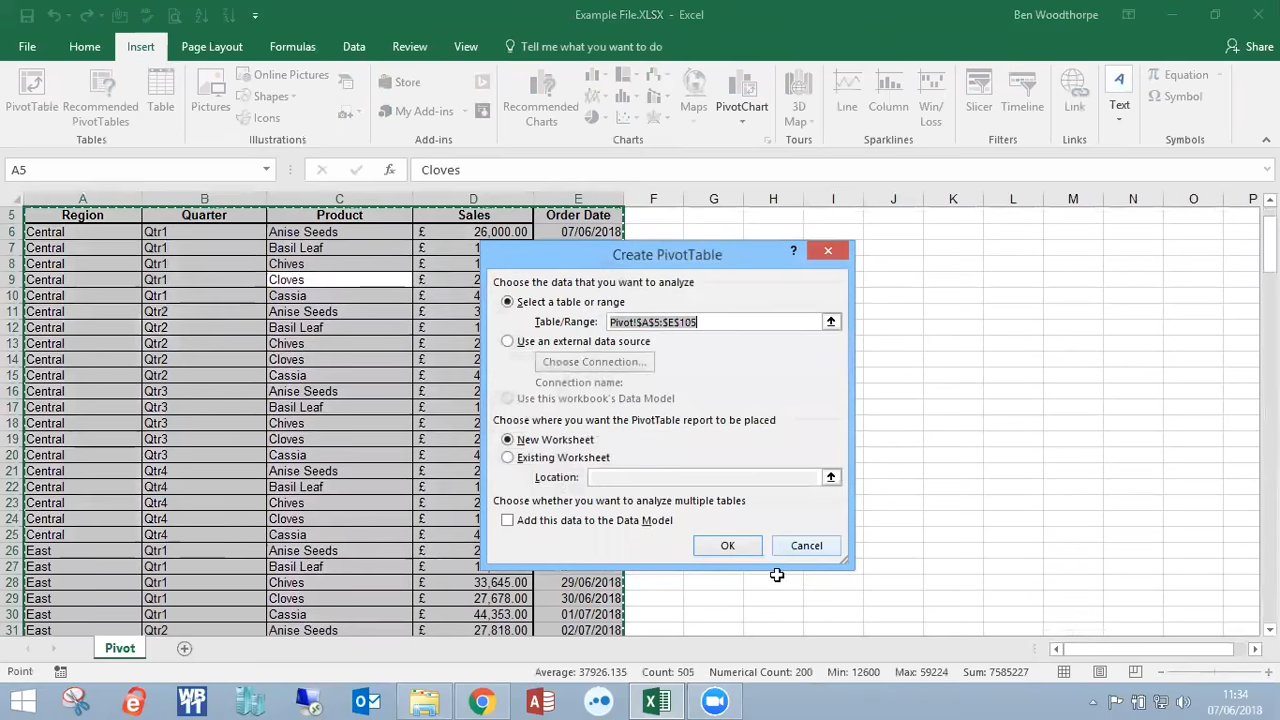 Example File.XLSX - Excel
Ben Woodthorpe
File Home Insert Page Layout Formulas Data Review View Tell me what you want to do Share
PivotTable Recommended PivotTables Table
Tables
Pictures Online Pictures Shapes Icons
Illustrations
Store My Add-ins
Add-ins
Recommended Charts Maps PivotChart
Charts
3D Map
Tours
Line Column Win/Loss
Sparklines
Slicer Timeline
Filters
Link
Links
Text
Equation Symbol
Symbols
A5 fx Cloves
A B C D E F G H I J K L M N O P
5 Region Quarter Product Sales Order Date
6 Central Qtr1 Anise Seeds £ 26,000.00 07/06/2018
7 Central Qtr1 Basil Leaf £
8 Central Qtr1 Chives £
9 Central Qtr1 Cloves £ 2
10 Central Qtr1 Cassia £ 4
11 Central Qtr2 Anise Seeds £ 3
12 Central Qtr2 Basil Leaf £ 1
13 Central Qtr2 Chives £ 2
14 Central Qtr2 Cloves £ 2
15 Central Qtr2 Cassia £ 4
16 Central Qtr3 Anise Seeds £ 2
17 Central Qtr3 Basil Leaf £ 1
18 Central Qtr3 Chives £ 2
19 Central Qtr3 Cloves £ 2
20 Central Qtr3 Cassia £ 4
21 Central Qtr4 Anise Seeds £ 2
22 Central Qtr4 Basil Leaf £ 1
23 Central Qtr4 Chives £ 2
24 Central Qtr4 Cloves £ 2
25 Central Qtr4 Cassia £ 4
26 East Qtr1 Anise Seeds £ 2
27 East Qtr1 Basil Leaf £ 1
28 East Qtr1 Chives £ 33,645.00 29/06/2018
29 East Qtr1 Cloves £ 27,678.00 30/06/2018
30 East Qtr1 Cassia £ 44,353.00 01/07/2018
31 East Qtr2 Anise Seeds £ 27,818.00 02/07/2018
Create PivotTable ?
Choose the data that you want to analyze
Select a table or range
Table/Range: Pivot!$A$5:$E$105
Use an external data source
Choose Connection...
Connection name:
Use this workbook's Data Model
Choose where you want the PivotTable report to be placed
New Worksheet
Existing Worksheet
Location:
Choose whether you want to analyze multiple tables
Add this data to the Data Model
OK Cancel
Pivot
Point Average: 37926.135 Count: 505 Numerical Count: 200 Min: 12600 Max: 59224 Sum: 7585227
11:34
07/06/2018